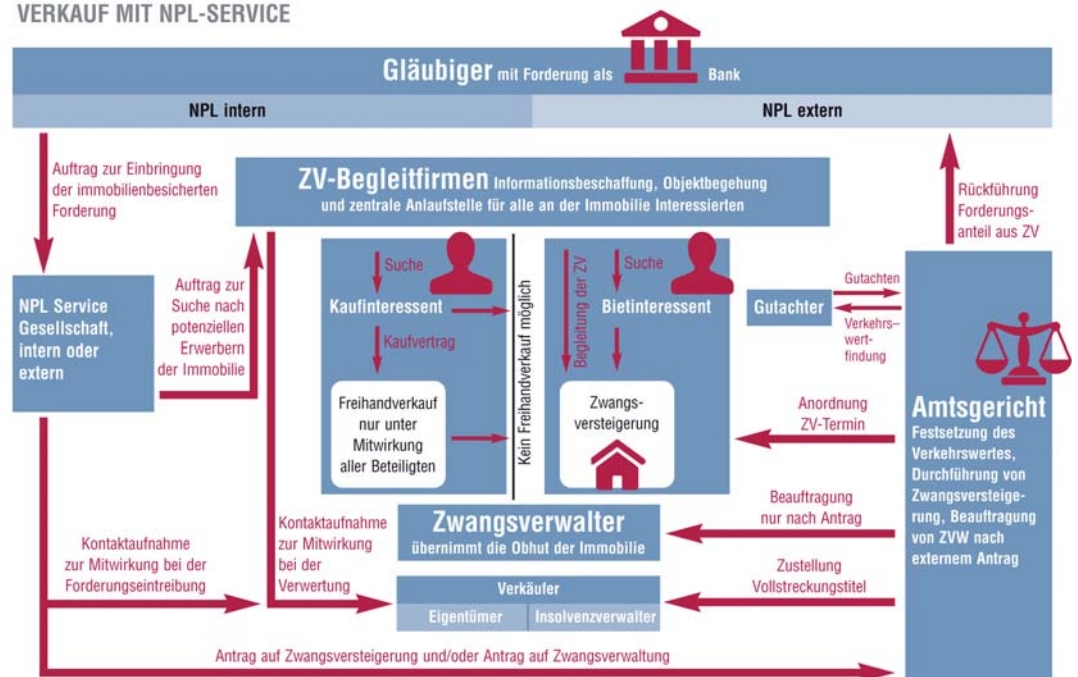 VERKAUF MIT NPL-SERVICE
Gläubiger mit Forderung als Bank
NPL intern
NPL extern
Auftrag zur Einbringung
der immobilienbesicherten
Forderung
ZV-Begleitfirmen Informationsbeschaffung, Objektbegehung
und zentrale Anlaufstelle für alle an der Immobilie Interessierten
Rückführung
Forderungs-
anteil aus ZV
NPL Service
Gesellschaft,
intern oder
extern
Auftrag zur
Suche nach
potenziellen
Erwerbern
der Immobilie
Suche
Kaufinteressent
Kaufvertrag
Freihandverkauf
nur unter
Mitwirkung
aller Beteiligten
Kein Freihandverkauf möglich
Begleitung der ZV
Suche
Bietinteressent
Zwangs-
versteigerung
Gutachter
Gutachten
Verkehrs–
wert-
findung
Amtsgericht
Festsetzung des
Verkehrswertes,
Durchführung von
Zwangsversteige-
rung, Beauftragung
von ZVW nach
externem Antrag
Anordnung
ZV-Termin
Zwangsverwalter
übernimmt die Obhut der Immobilie
Beauftragung
nur nach Antrag
Kontaktaufnahme
zur Mitwirkung bei der
Forderungseintreibung
Kontaktaufnahme
zur Mitwirkung
bei der
Verwertung
Verkäufer
Eigentümer
Insolvenzverwalter
Zustellung
Vollstreckungstitel
Antrag auf Zwangsversteigerung und/oder Antrag auf Zwangsverwaltung